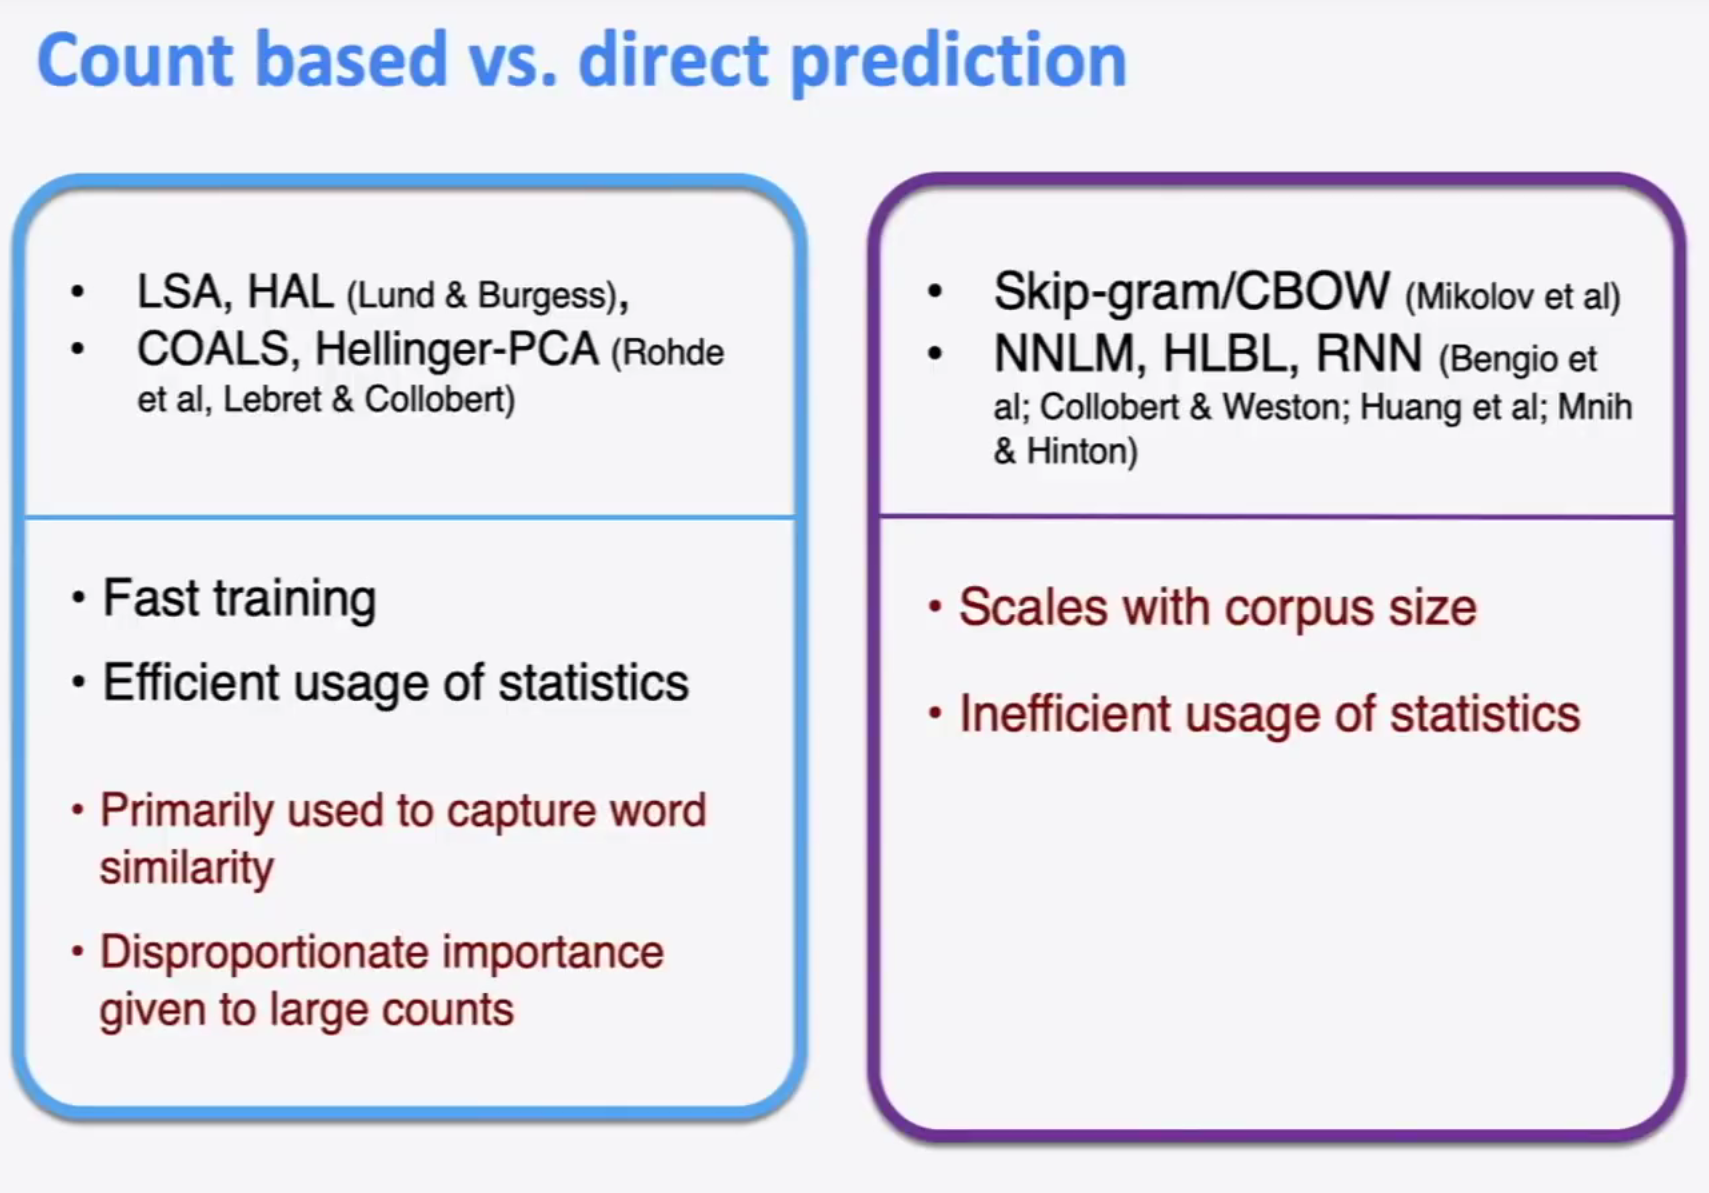 Count based vs. direct prediction
• LSA, HAL (Lund & Burgess),
• COALS, Hellinger-PCA (Rohde
et al, Lebret & Collobert)
• Fast training
• Efficient usage of statistics
• Primarily used to capture word
similarity
• Disproportionate importance
given to large counts
• Skip-gram/CBOW (Mikolov et al)
• NNLM, HLBL, RNN (Bengio et
al; Collobert & Weston; Huang et al; Mnih
& Hinton)
• Scales with corpus size
• Inefficient usage of statistics